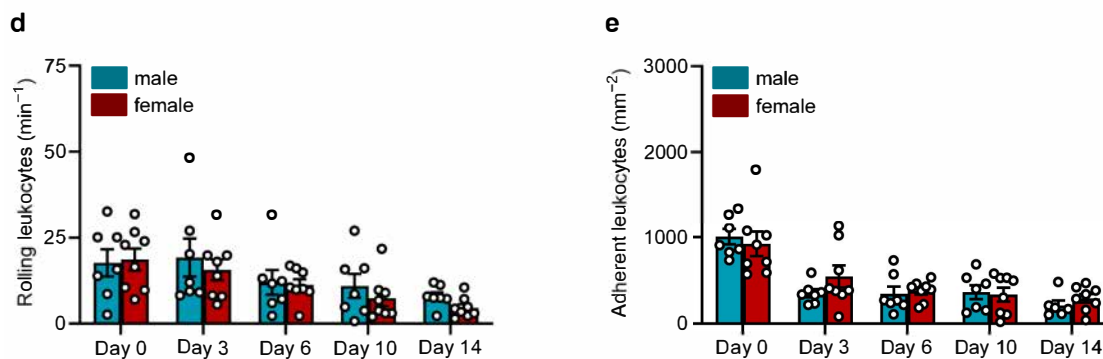 d
Rolling leukocytes (min⁻¹)
75
50
25
0
male
female
Day 0 Day 3 Day 6 Day 10 Day 14
e
Adherent leukocytes (mm⁻²)
3000
2000
1000
0
male
female
Day 0 Day 3 Day 6 Day 10 Day 14